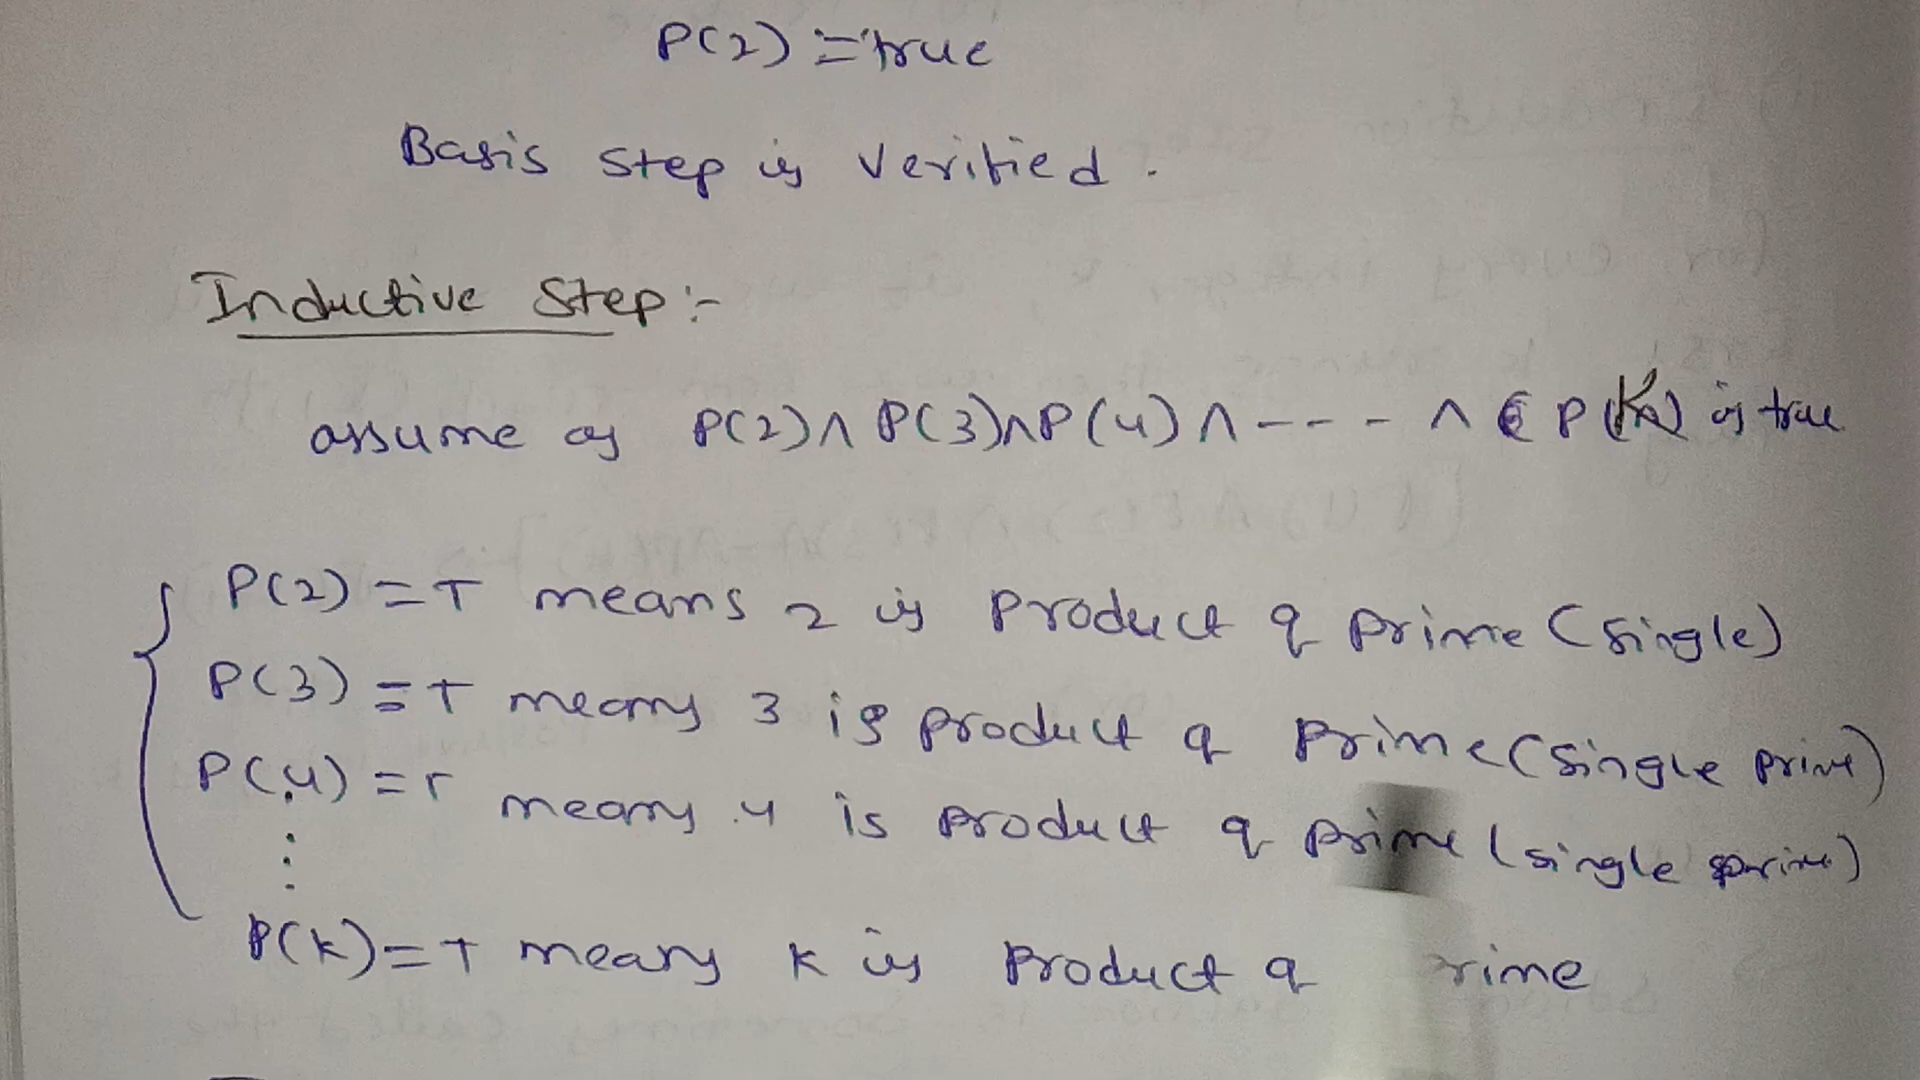 P(2) = true
Basis step is verified.
Inductive Step :-
assume as P(2) ∧ P(3) ∧ P(4) ∧ ---- ∧ P(k) is true
P(2) = T means 2 is product of prime (single)
P(3) = T means 3 is product of prime (single prime)
P(4) = T means 4 is product of prime (single prime)
⋮
P(k) = T means k is product of rime